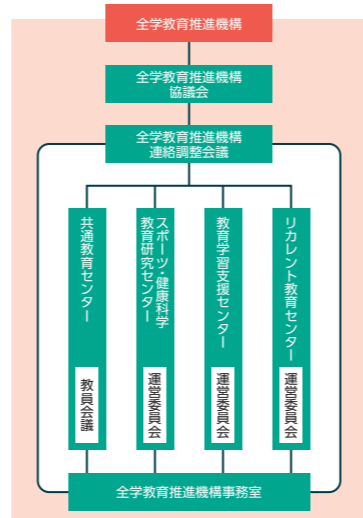 全学教育推進機構
全学教育推進機構
協議会
全学教育推進機構
連絡調整会議
共通教育センター
教員会議
スポーツ・健康科学
教育研究センター
運営委員会
教育学習支援センター
運営委員会
リカレント教育センター
運営委員会
全学教育推進機構事務室